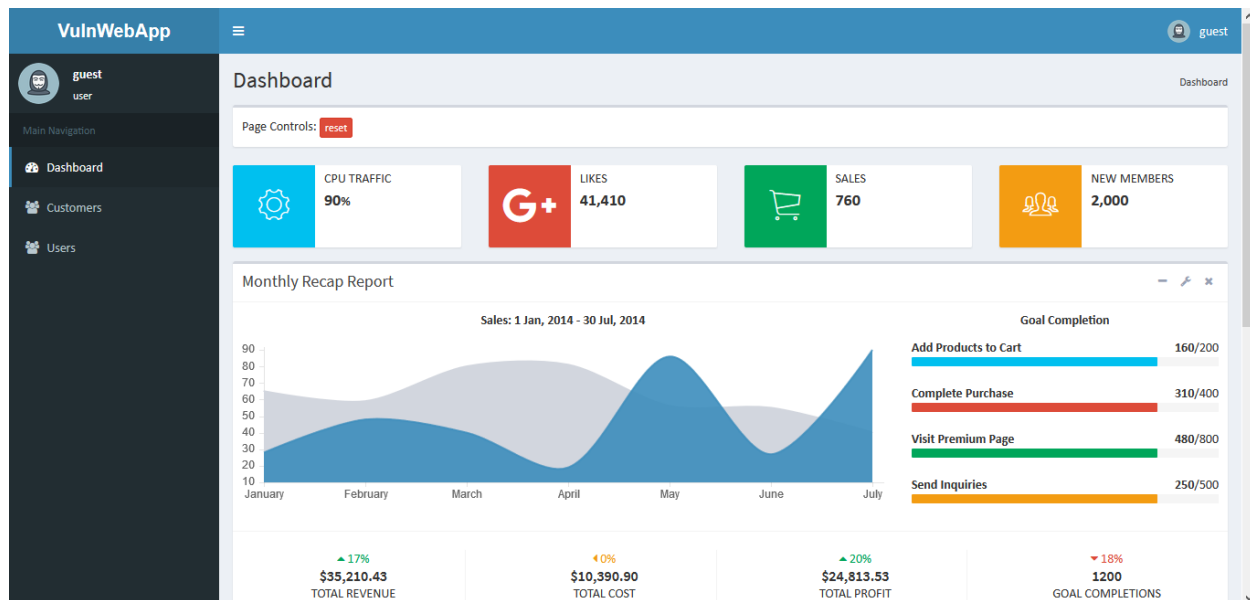 VulnWebApp
guest
guest
user
Main Navigation
Dashboard
Customers
Users
Dashboard
Dashboard
Page Controls: reset
CPU TRAFFIC
90%
G+
LIKES
41,410
SALES
760
NEW MEMBERS
2,000
Monthly Recap Report
Sales: 1 Jan, 2014 - 30 Jul, 2014
90
80
70
60
50
40
30
20
10
January February March April May June July
Goal Completion
Add Products to Cart 160/200
Complete Purchase 310/400
Visit Premium Page 480/800
Send Inquiries 250/500
17%
$35,210.43
TOTAL REVENUE
0%
$10,390.90
TOTAL COST
20%
$24,813.53
TOTAL PROFIT
18%
1200
GOAL COMPLETIONS